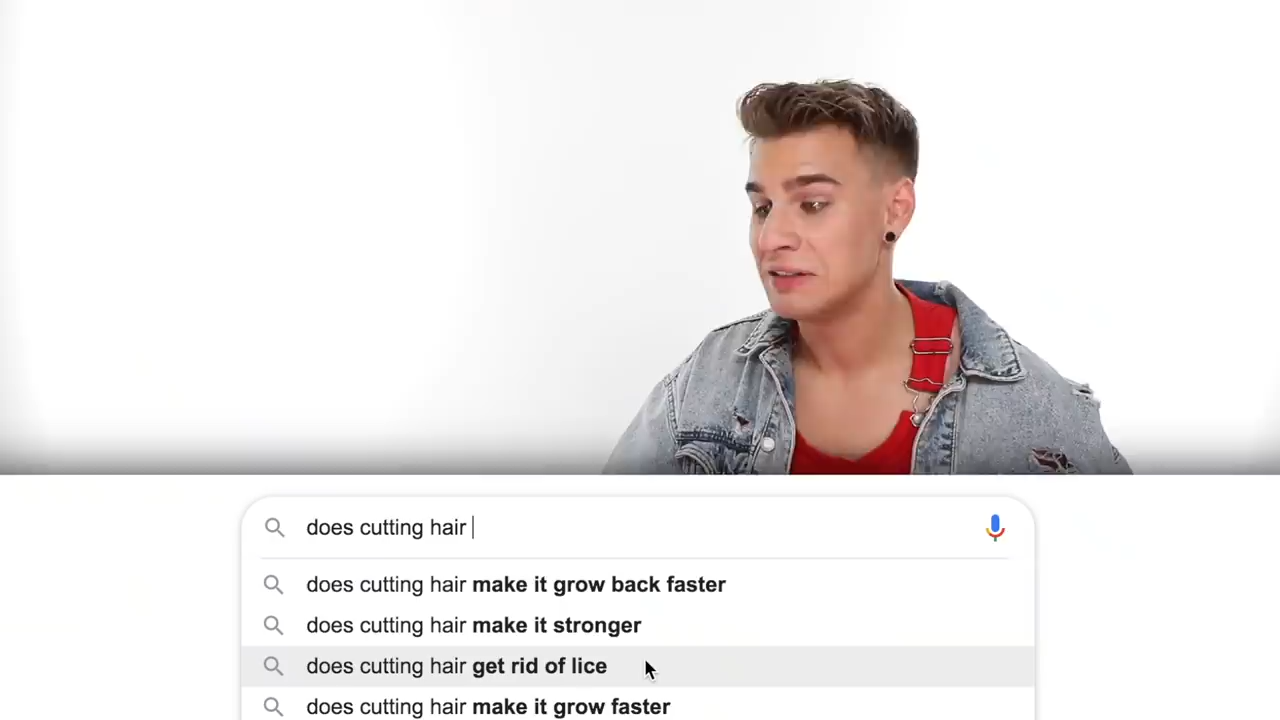 does cutting hair
does cutting hair make it grow back faster
does cutting hair make it stronger
does cutting hair get rid of lice
does cutting hair make it grow faster